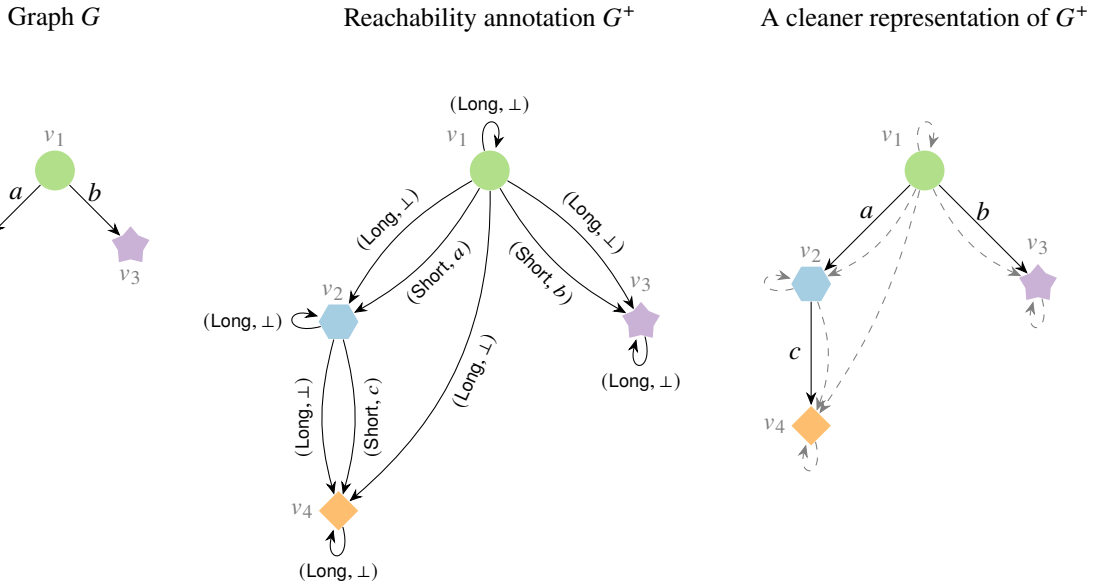 Graph G
Reachability annotation G⁺
A cleaner representation of G⁺
v₁
a
b
v₃
(Long, ⊥)
v₁
(Long, ⊥)
(Short, a)
(Long, ⊥)
(Short, b)
v₂
v₃
(Long, ⊥)
(Long, ⊥)
(Long, ⊥)
(Long, ⊥)
(Short, c)
v₄
(Long, ⊥)
v₁
a
b
v₂
v₃
c
v₄